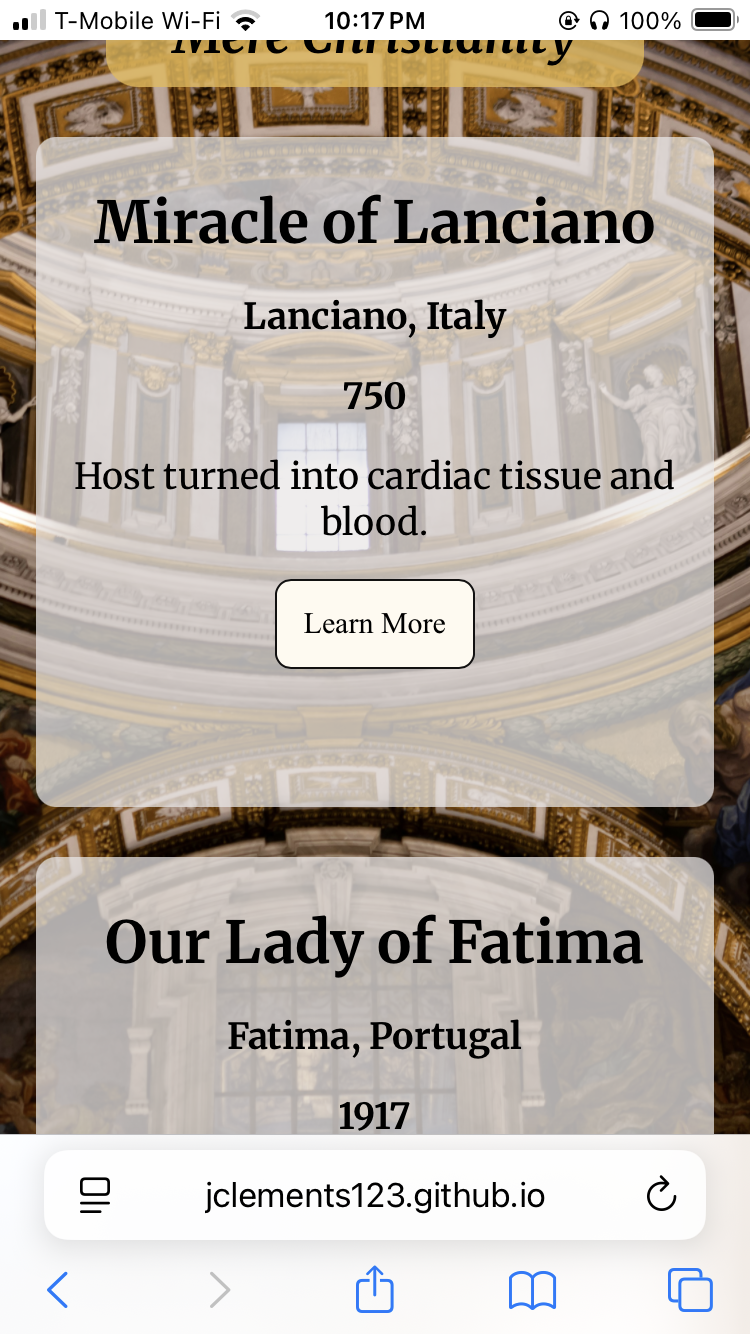 T-Mobile Wi-Fi 10:17 PM 100%
Mere Christianity
Miracle of Lanciano
Lanciano, Italy
750
Host turned into cardiac tissue and
blood.
Learn More
Our Lady of Fatima
Fatima, Portugal
1917
jclements123.github.io